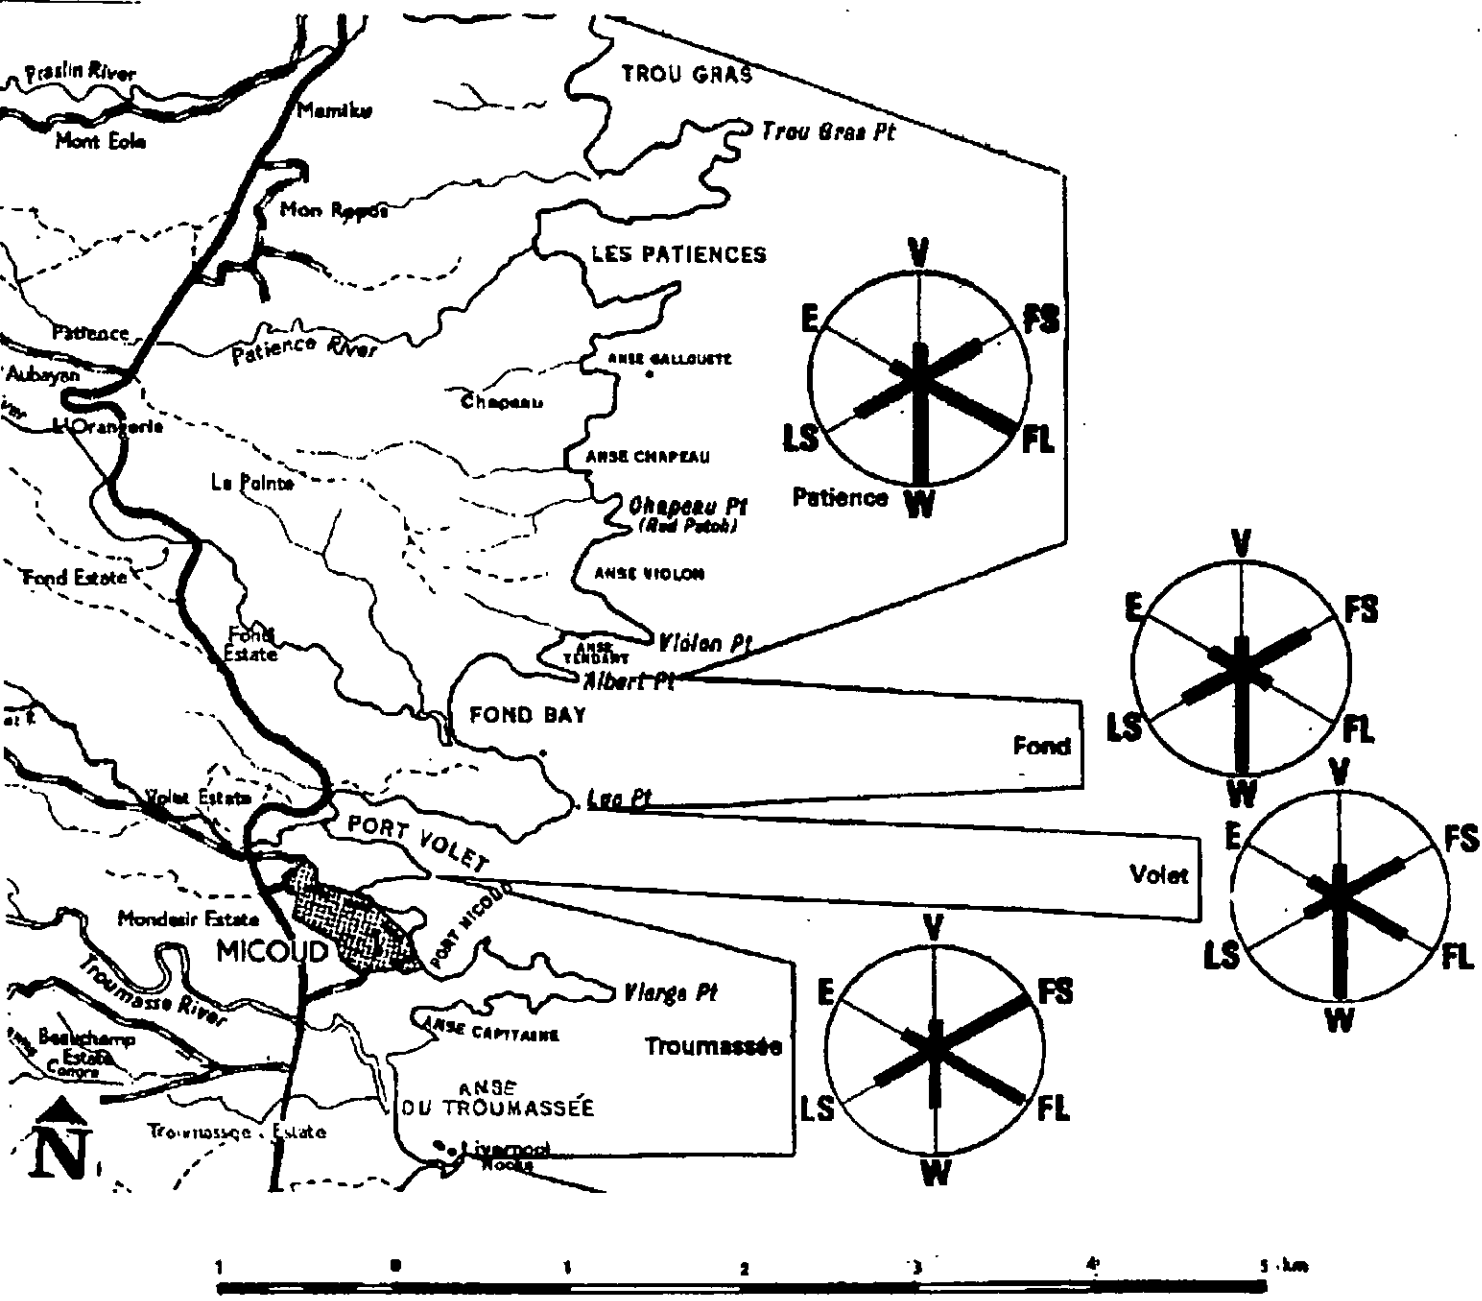 Praslin River
TROU GRAS
Mamiku
Trou Gras Pt
Mont Eole
Mon Repos
LES PATIENCES
V
E
FS
Patience
Patience River
ANSE GALLOUETE
Aubayan
Chapeau
L'Orangerie
LS
FL
ANSE CHAPEAU
La Pointe
Patience
W
Chapeau Pt
(Red Patch)
V
Fond Estate
ANSE VIOLON
E
FS
Fond
Estate
Violon Pt
ANSE
TENDANT
Albert Pt
FOND BAY
LS
FL
Fond
W
V
Volet Estate
Lao Pt
PORT VOLET
E
FS
Volet
Mondesir Estate
PORT MICOUD
MICOUD
V
LS
FL
Troumasse River
Vierge Pt
E
FS
W
ANSE CAPITAINE
Beauchamp
Estate
Troumassée
ANSE
DU TROUMASSÉE
LS
FL
Troumassee Estate
N
Liverpool
Rocks
W
1 0 1 2 3 4 5 km